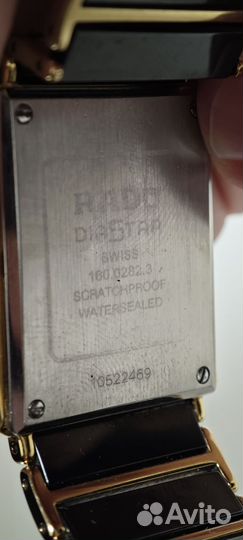 RADO
DIASTAR
SWISS
160.0282.3
SCRATCHPROOF
WATERSEALED
10522469
Avito